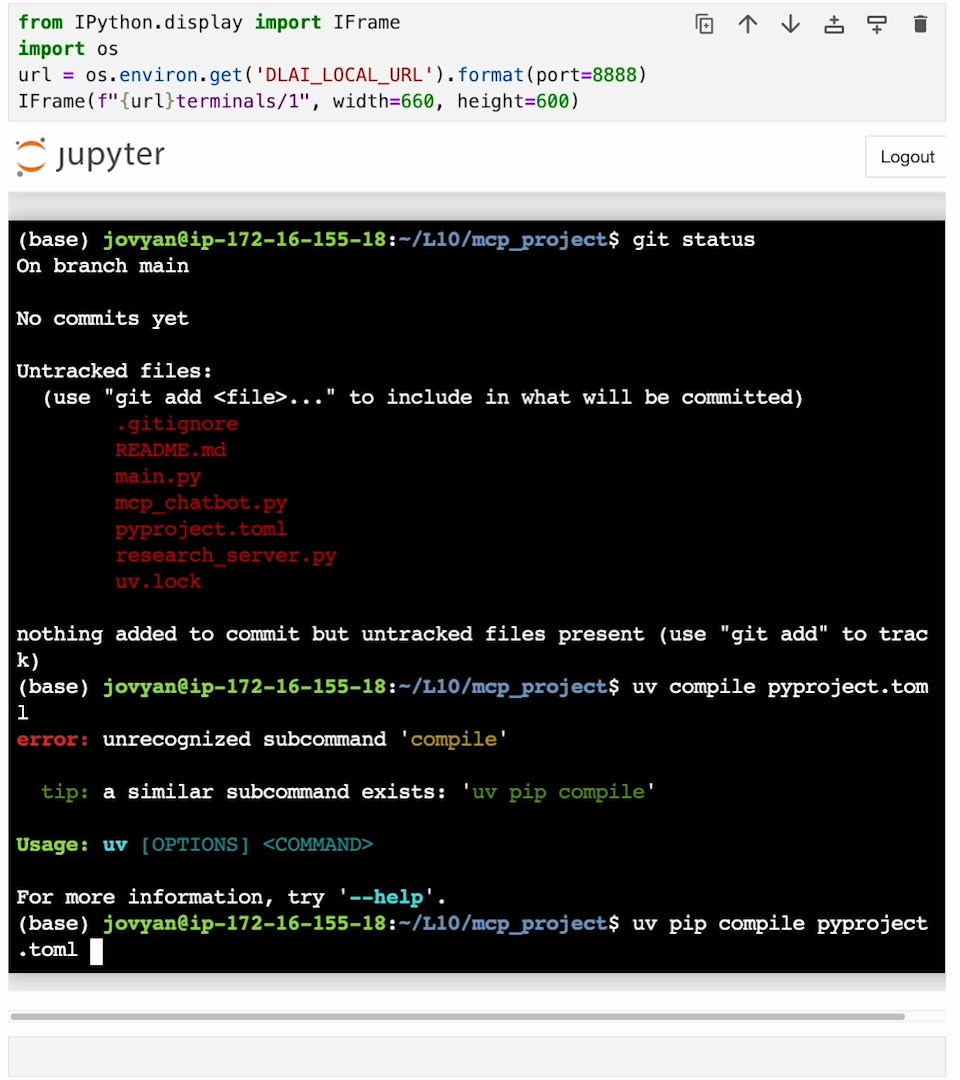 from IPython.display import IFrame
import os
url = os.environ.get('DLAI_LOCAL_URL').format(port=8888)
IFrame(f"{url}terminals/1", width=660, height=600)
jupyter
Logout
(base) jovyan@ip-172-16-155-18:~/L10/mcp_project$ git status
On branch main
No commits yet
Untracked files:
  (use "git add <file>..." to include in what will be committed)
        .gitignore
        README.md
        main.py
        mcp_chatbot.py
        pyproject.toml
        research_server.py
        uv.lock
nothing added to commit but untracked files present (use "git add" to trac
k)
(base) jovyan@ip-172-16-155-18:~/L10/mcp_project$ uv compile pyproject.tom
l
error: unrecognized subcommand 'compile'
  tip: a similar subcommand exists: 'uv pip compile'
Usage: uv [OPTIONS] <COMMAND>
For more information, try '--help'.
(base) jovyan@ip-172-16-155-18:~/L10/mcp_project$ uv pip compile pyproject
.toml